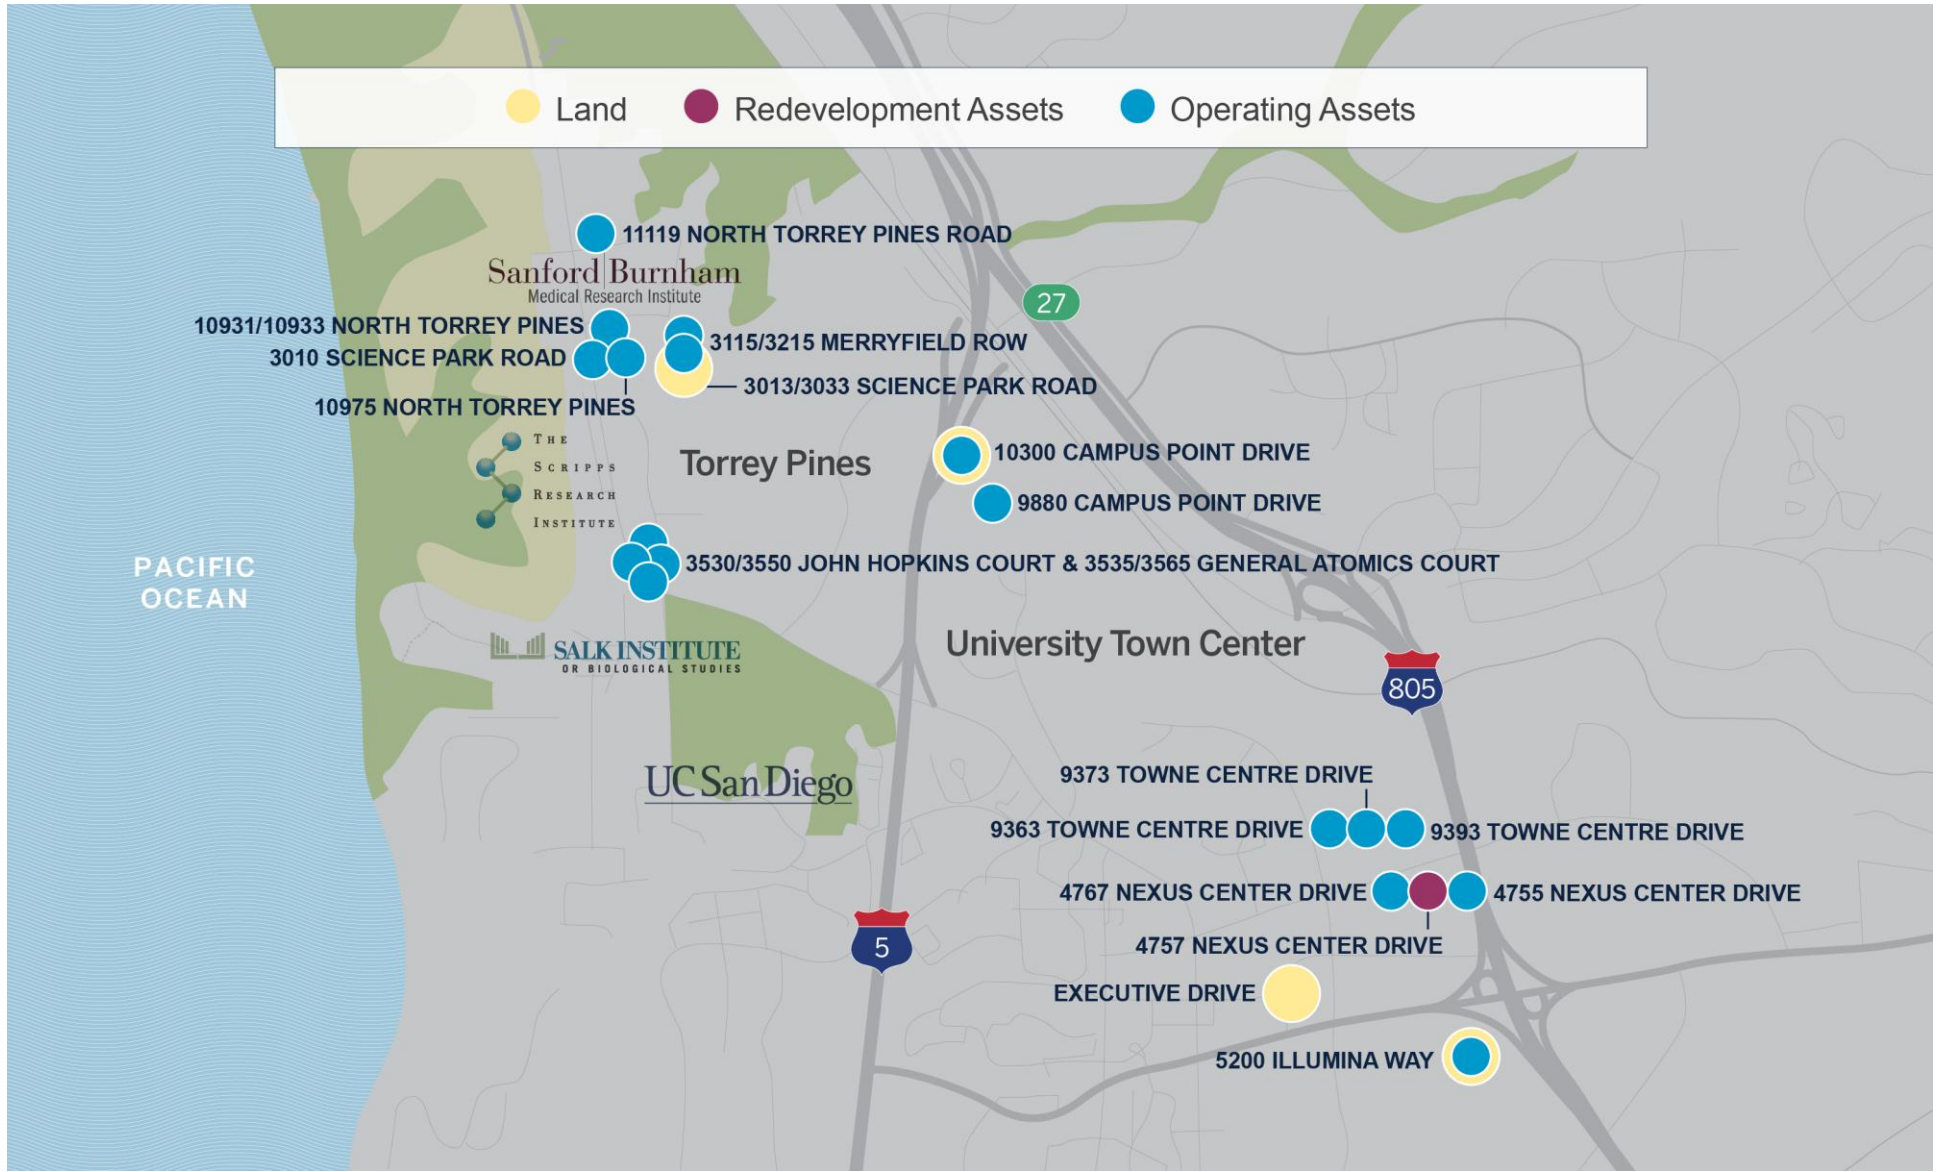 Land
Redevelopment Assets
Operating Assets
11119 NORTH TORREY PINES ROAD
Sanford Burnham
Medical Research Institute
10931/10933 NORTH TORREY PINES
3010 SCIENCE PARK ROAD
10975 NORTH TORREY PINES
3115/3215 MERRYFIELD ROW
3013/3033 SCIENCE PARK ROAD
27
THE
SCRIPPS
RESEARCH
INSTITUTE
Torrey Pines
10300 CAMPUS POINT DRIVE
9880 CAMPUS POINT DRIVE
3530/3550 JOHN HOPKINS COURT & 3535/3565 GENERAL ATOMICS COURT
PACIFIC
OCEAN
SALK INSTITUTE
OR BIOLOGICAL STUDIES
University Town Center
805
UC San Diego
9373 TOWNE CENTRE DRIVE
9363 TOWNE CENTRE DRIVE
9393 TOWNE CENTRE DRIVE
4767 NEXUS CENTER DRIVE
4755 NEXUS CENTER DRIVE
4757 NEXUS CENTER DRIVE
5
EXECUTIVE DRIVE
5200 ILLUMINA WAY